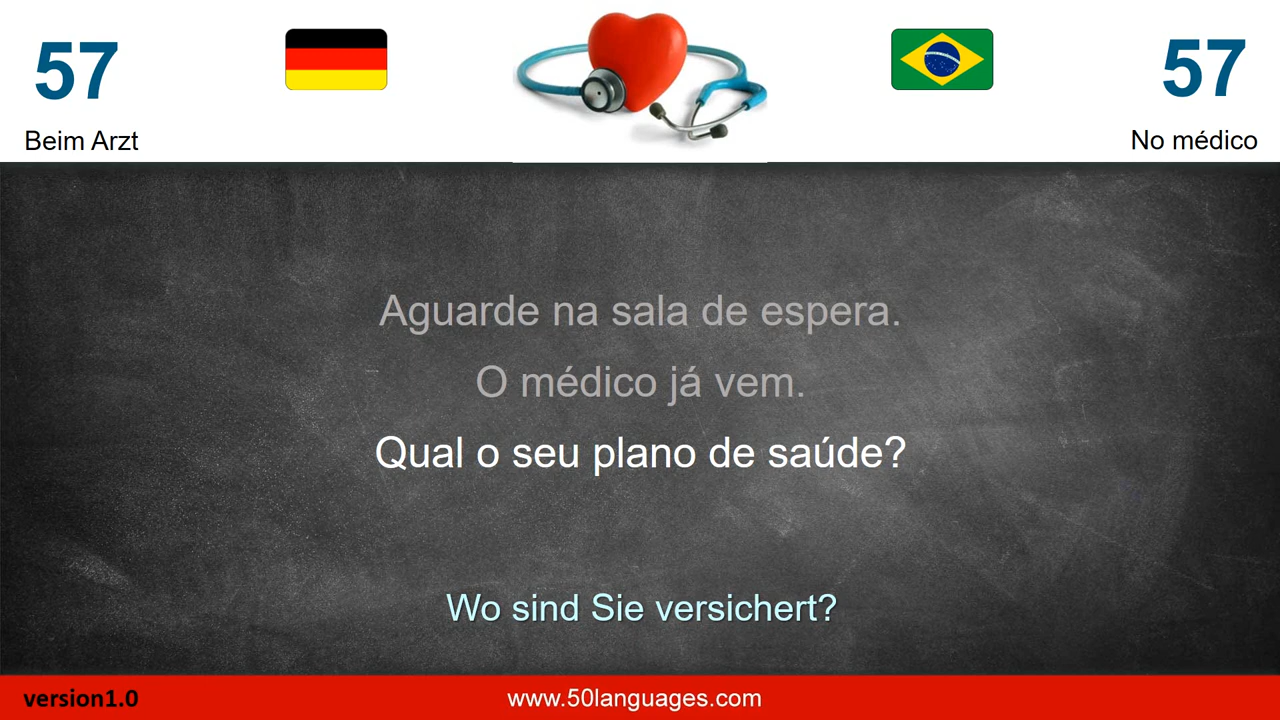 57
57
Beim Arzt
No médico
Aguarde na sala de espera.
O médico já vem.
Qual o seu plano de saúde?
Wo sind Sie versichert?
version1.0
www.50languages.com